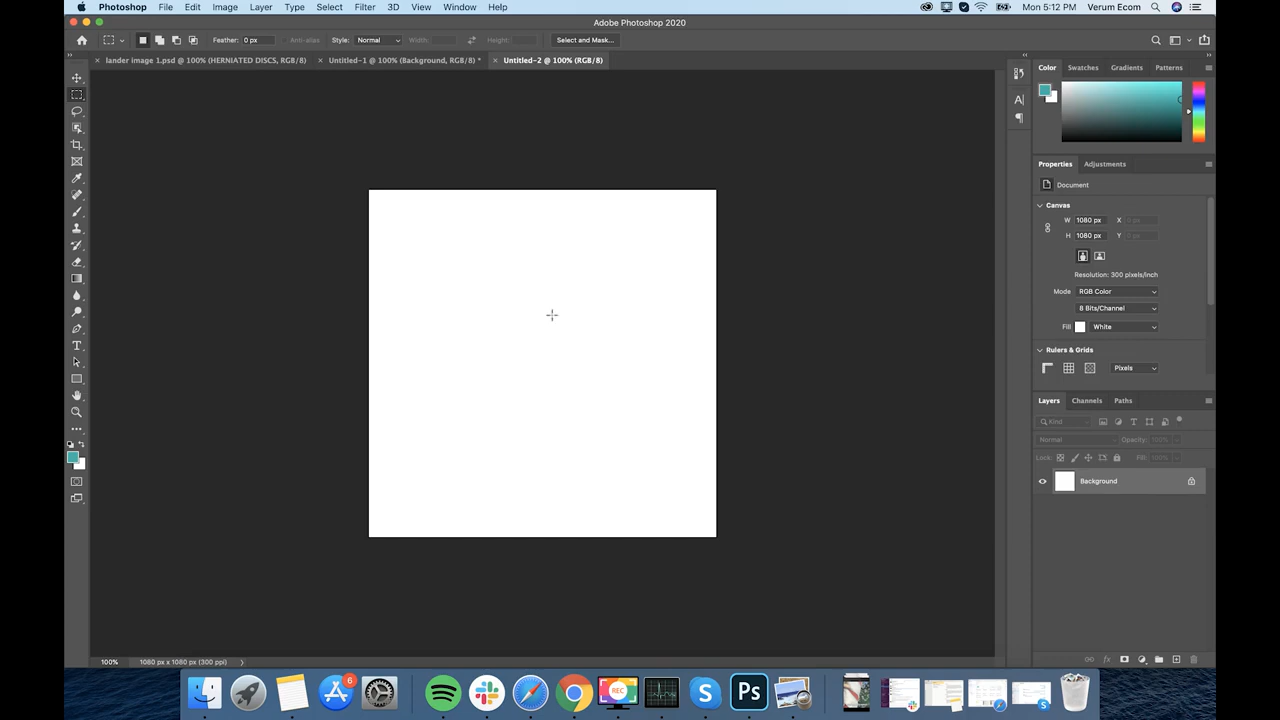 Photoshop File Edit Image Layer Type Select Filter 3D View Window Help Mon 5:12 PM Verum Ecom
Adobe Photoshop 2020
Feather: 0 px Anti-alias Style: Normal Width: Height: Select and Mask...
lander image 1.psd @ 100% (HERNIATED DISCS, RGB/8) Untitled-1 @ 100% (Background, RGB/8) * Untitled-2 @ 100% (RGB/8)
Color Swatches Gradients Patterns
Properties Adjustments
Document
Canvas
W 1080 px X 0 px
H 1080 px Y 0 px
Resolution: 300 pixels/inch
Mode RGB Color
8 Bits/Channel
Fill White
Rulers & Grids
Pixels
Layers Channels Paths
Kind
Normal Opacity: 100%
Lock: Fill: 100%
Background
100% 1080 px x 1080 px (300 ppi)
6
REC
Ps